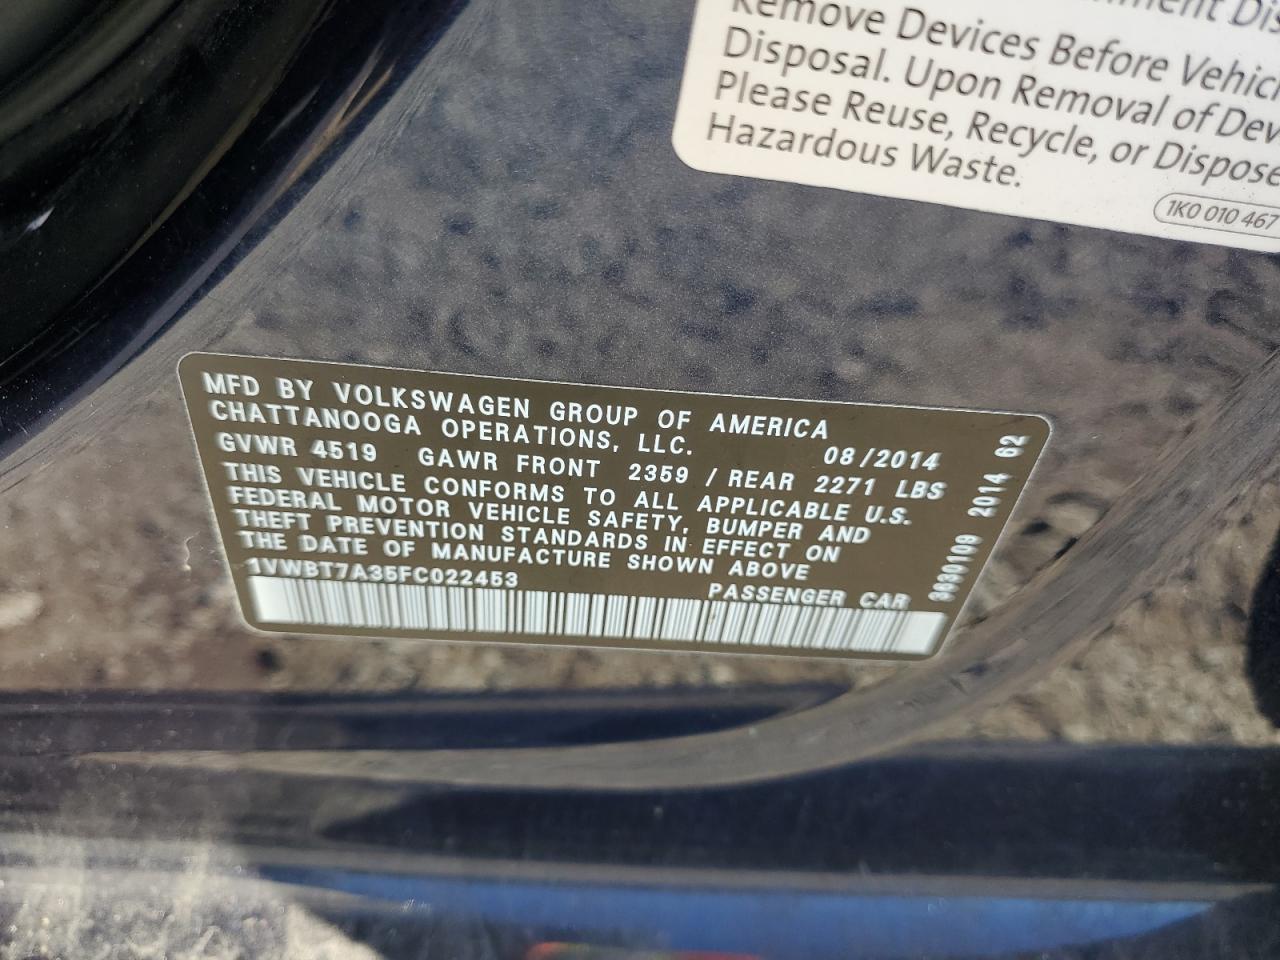 Remove Devices Before
Disposal. Upon Removal of
Please Reuse, Recycle, or Dispose
Hazardous Waste.
1K0 010 467
MFD BY VOLKSWAGEN GROUP OF AMERICA
CHATTANOOGA OPERATIONS, LLC. 08/2014
GVWR 4519 GAWR FRONT 2359 / REAR 2271 LBS
THIS VEHICLE CONFORMS TO ALL APPLICABLE U.S.
FEDERAL MOTOR VEHICLE SAFETY, BUMPER AND
THEFT PREVENTION STANDARDS IN EFFECT ON
THE DATE OF MANUFACTURE SHOWN ABOVE
1VWBT7A35FC022453 PASSENGER CAR
3630109 2014 62